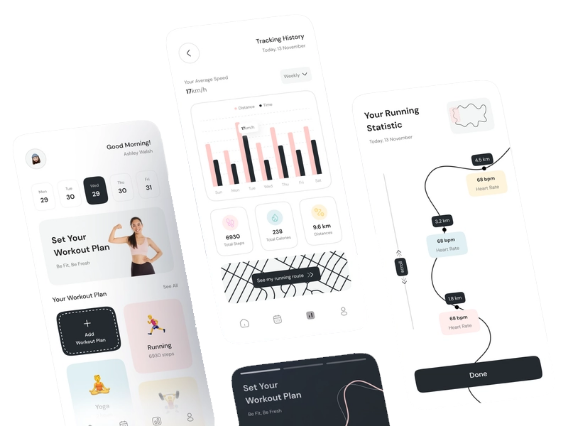 Good Morning!
Ashley Welsh
Mon
29
Tue
30
Wed
29
Thu
30
Fri
31
Set Your
Workout Plan
Be Fit, Be Fresh
Your Workout Plan
See All
+
Add
Workout Plan
Running
6930 steps
Yoga
Tracking History
Today, 13 November
Your Average Speed
17km/h
Weekly
Distance
Time
Sun
Mon
Tue
Wed
Thu
Fri
Sat
6930
Total Steps
238
Total Calories
9.6 km
Distances
See my running route
Set Your
Workout Plan
Be Fit, Be Fresh
Your Running
Statistic
Today, 13 November
4.5 km
68 bpm
Heart Rate
3.2 km
88 bpm
Heart Rate
1.8 km
68 bpm
Heart Rate
Done